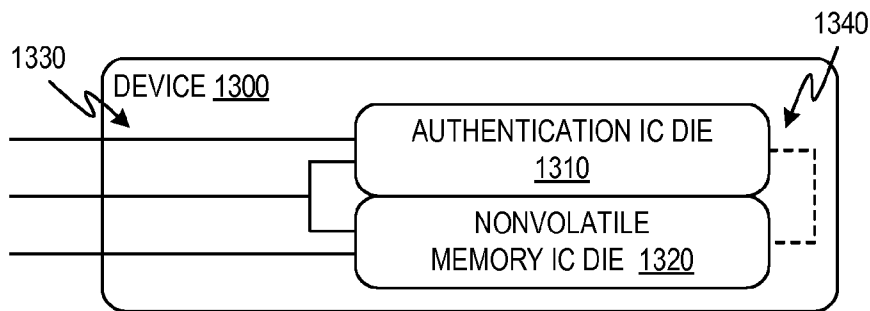 1330
1340
DEVICE 1300
AUTHENTICATION IC DIE
1310
NONVOLATILE
MEMORY IC DIE 1320